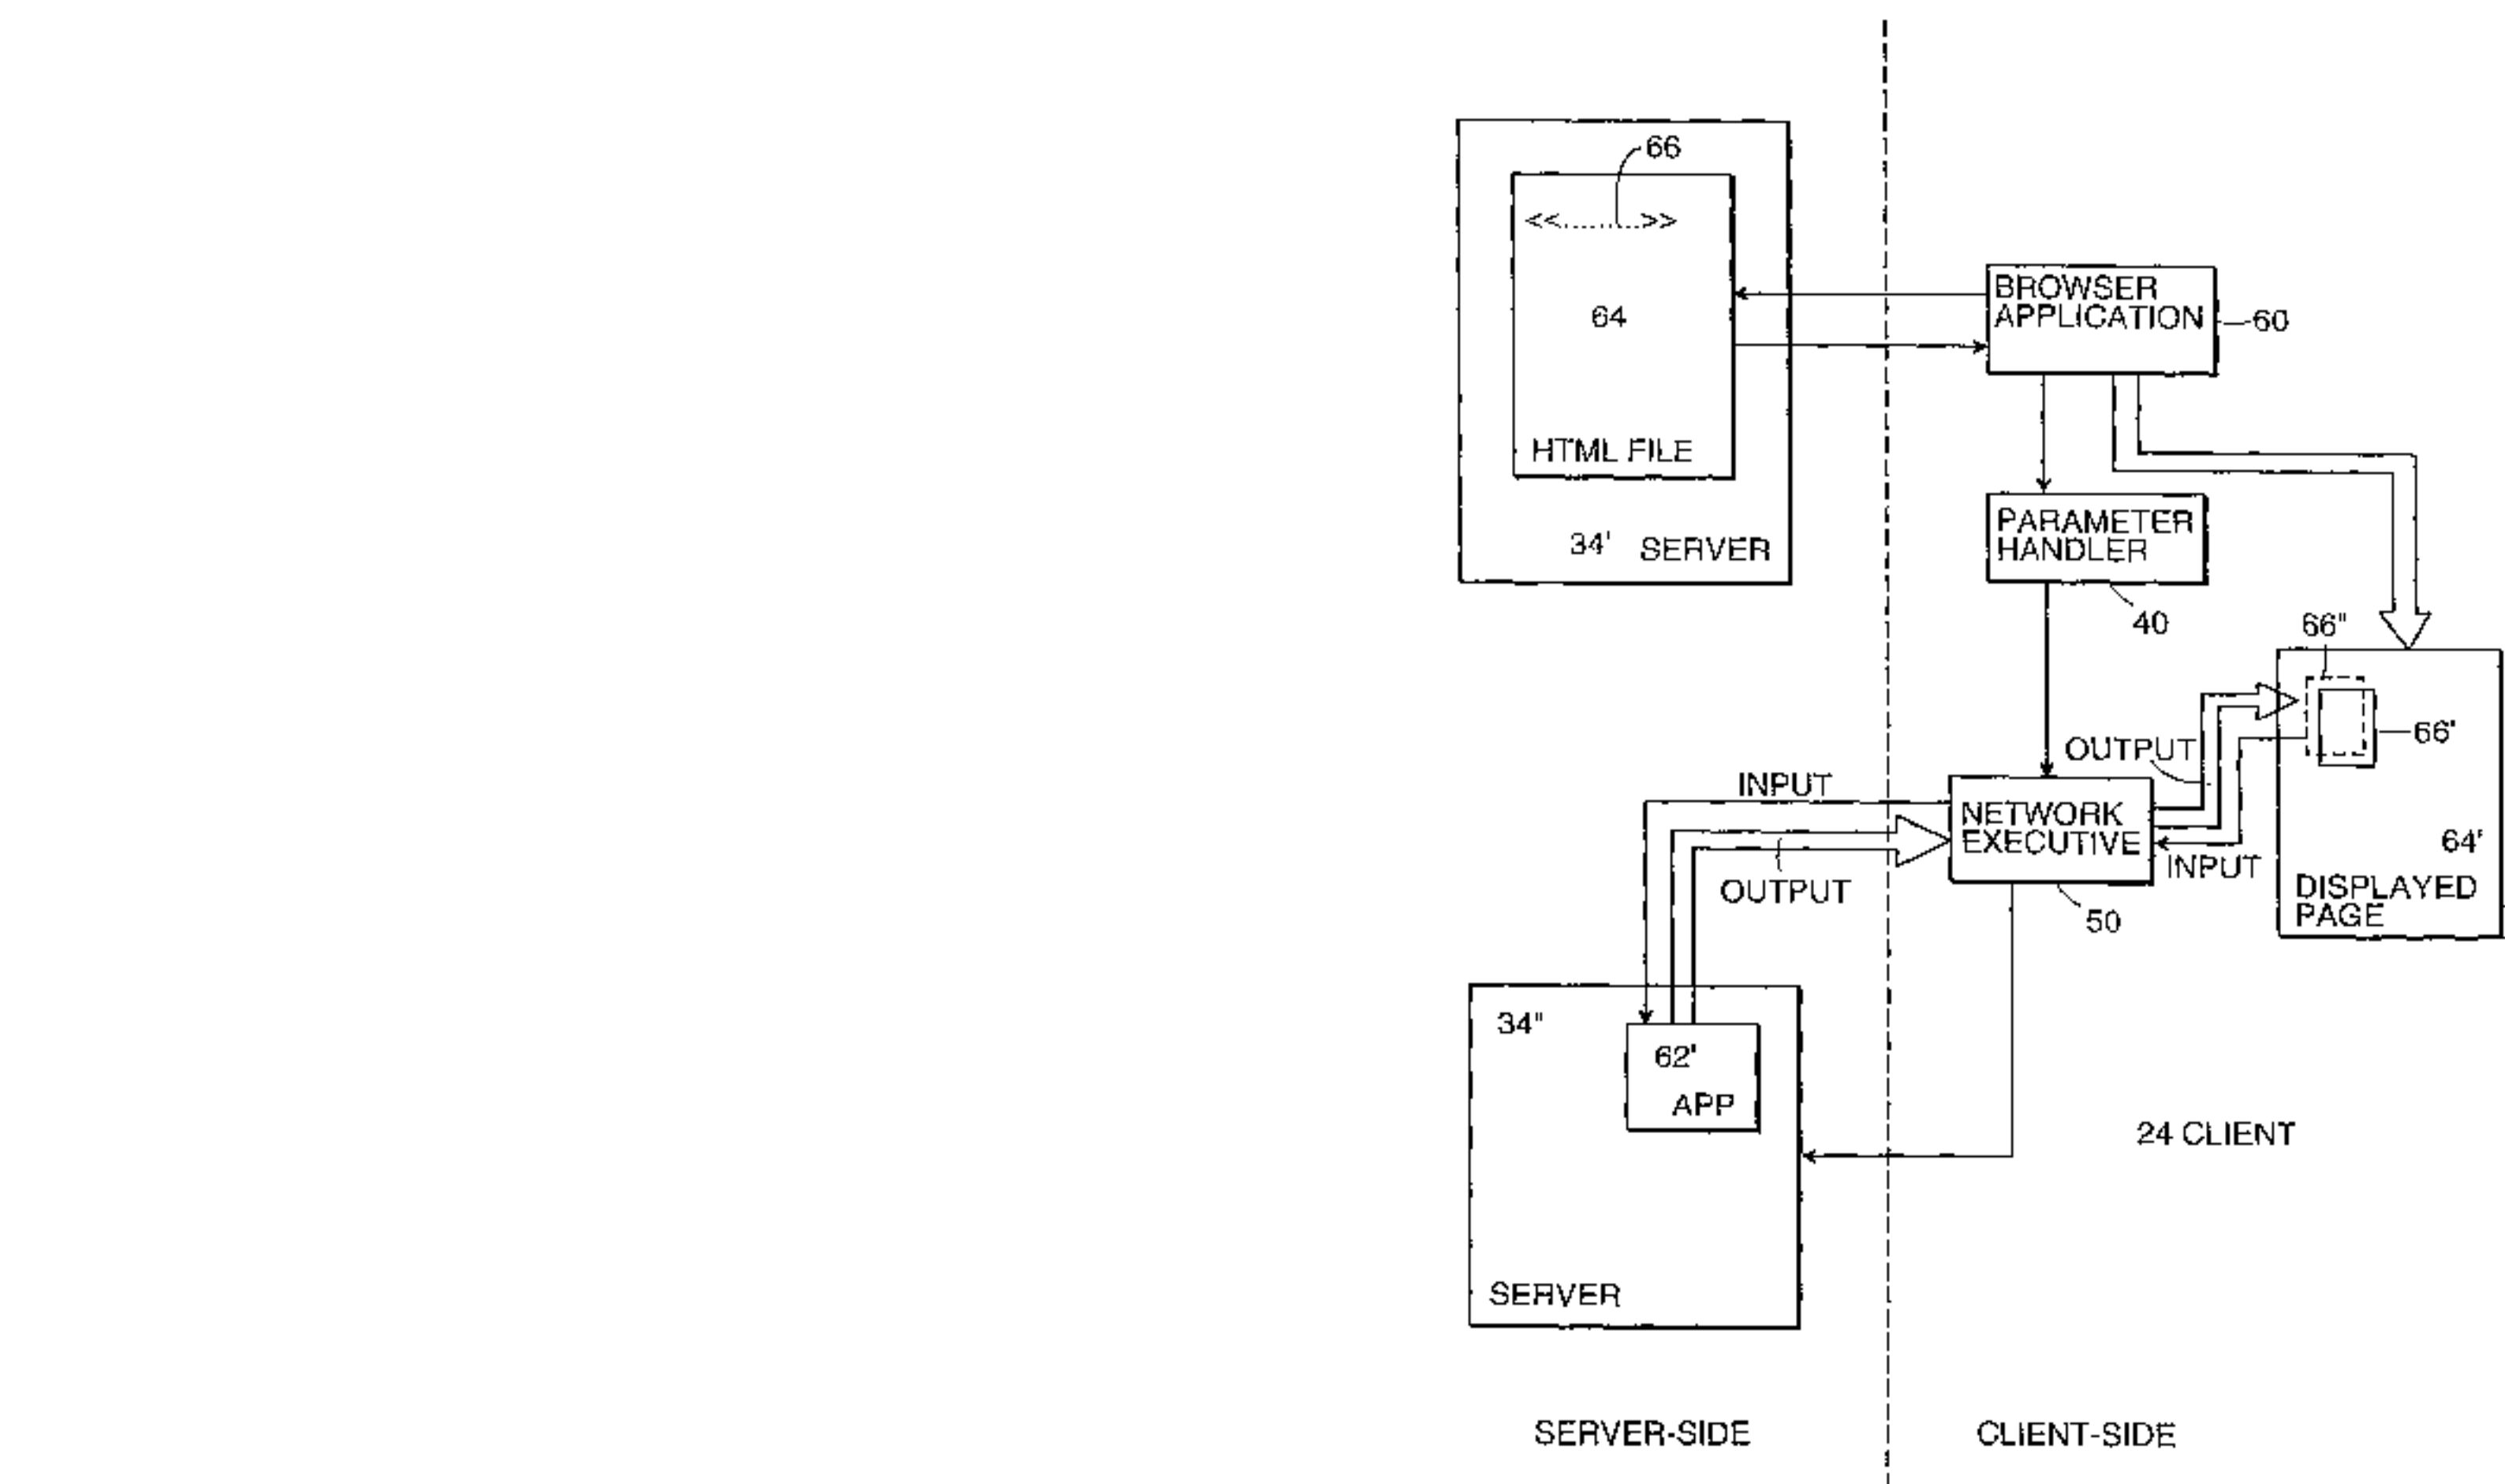 66
<<........>>
64
HTML FILE
34' SERVER
BROWSER
APPLICATION
60
PARAMETER
HANDLER
40
66"
66'
OUTPUT
INPUT
NETWORK
EXECUTIVE
INPUT
OUTPUT
50
64'
DISPLAYED
PAGE
34"
62'
APP
SERVER
24 CLIENT
SERVER-SIDE
CLIENT-SIDE